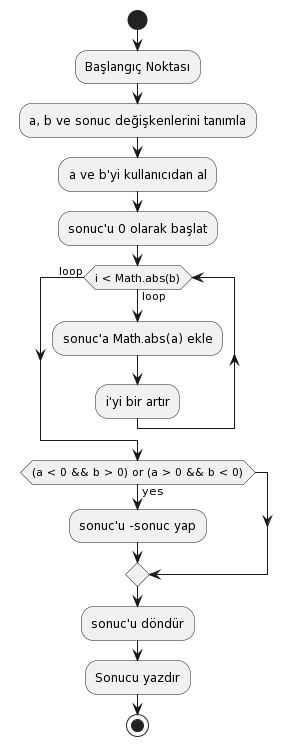 Başlangıç Noktası
a, b ve sonuc değişkenlerini tanımla
a ve b'yi kullanıcıdan al
sonuc'u 0 olarak başlat
loop
i < Math.abs(b)
loop
sonuc'a Math.abs(a) ekle
i'yi bir artır
(a < 0 && b > 0) or (a > 0 && b < 0)
yes
sonuc'u -sonuc yap
sonuc'u döndür
Sonucu yazdır